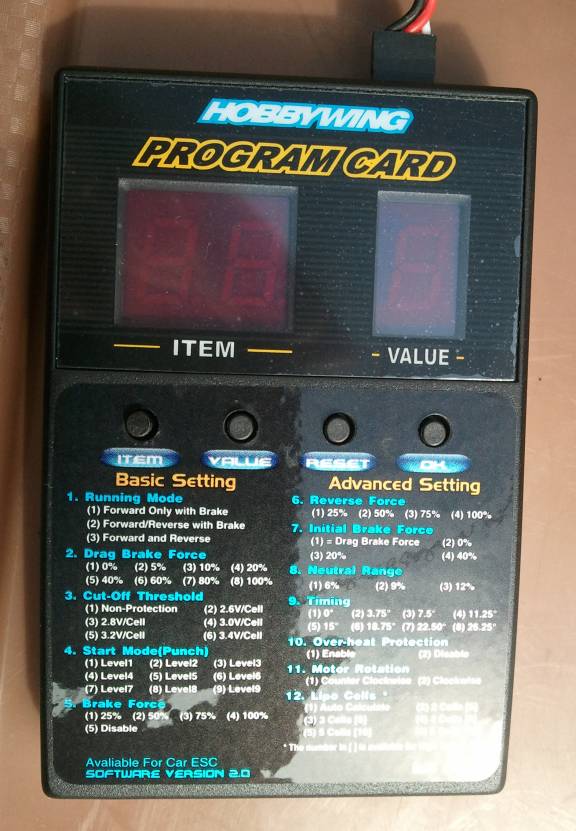 HOBBYWING
PROGRAM CARD
ITEM
VALUE
ITEM VALUE RESET OK
Basic Setting
1. Running Mode
(1) Forward Only with Brake
(2) Forward/Reverse with Brake
(3) Forward and Reverse
2. Drag Brake Force
(1) 0% (2) 5% (3) 10% (4) 20%
(5) 40% (6) 60% (7) 80% (8) 100%
3. Cut-Off Threshold
(1) Non-Protection (2) 2.6V/Cell
(3) 2.8V/Cell (4) 3.0V/Cell
(5) 3.2V/Cell (6) 3.4V/Cell
4. Start Mode(Punch)
(1) Level1 (2) Level2 (3) Level3
(4) Level4 (5) Level5 (6) Level6
(7) Level7 (8) Level8 (9) Level9
5. Brake Force
(1) 25% (2) 50% (3) 75% (4) 100%
(5) Disable
Avaliable For Car ESC
SOFTWARE VERSION 2.0
Advanced Setting
6. Reverse Force
(1) 25% (2) 50% (3) 75% (4) 100%
7. Initial Brake Force
(1) = Drag Brake Force (2) 0%
(3) 20% (4) 40%
8. Neutral Range
(1) 6% (2) 9% (3) 12%
9. Timing
(1) 0° (2) 3.75° (3) 7.5° (4) 11.25°
(5) 15° (6) 18.75° (7) 22.50° (8) 26.25°
10. Over-heat Protection
(1) Enable (2) Disable
11. Motor Rotation
(1) Counter Clockwise (2) Clockwise
12. Lipo Cells *
(1) Auto Calculate
(3) 3 Cells
(5) 5 Cells
* The number in [ ] is available for